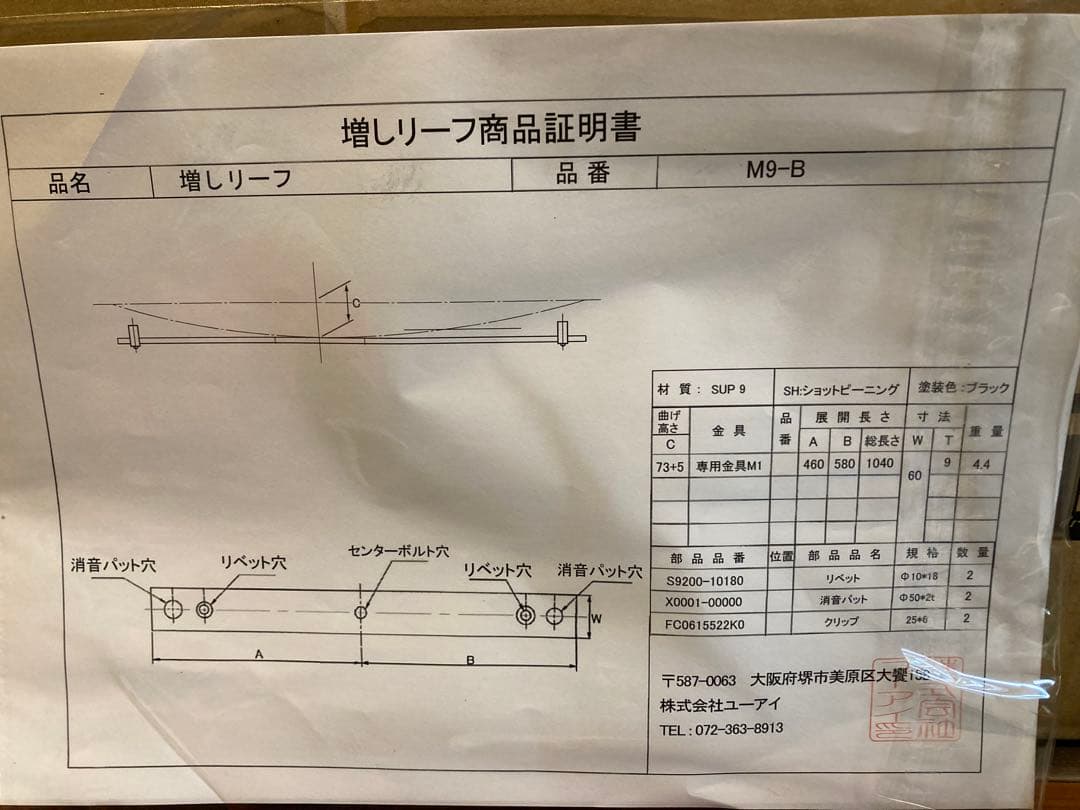 増しリーフ商品証明書
品名 増しリーフ 品番 M9-B
C
材質: SUP 9 SH:ショットピーニング 塗装色:ブラック
曲げ高さ 金具 品番 展開長さ 寸法 重量
C A B 総長さ W T
73+5 専用金具M1 460 580 1040 60 9 4.4
消音パット穴 リベット穴 センターボルト穴 リベット穴 消音パット穴
W
A B
部品品番 位置 部品品名 規格 数量
S9200-10180 リベット Φ10*18 2
X0001-00000 消音パット Φ50*2t 2
FC0615522K0 クリップ 25*6 2
〒587-0063 大阪府堺市美原区大饗
株式会社ユーアイ
TEL:072-363-8913